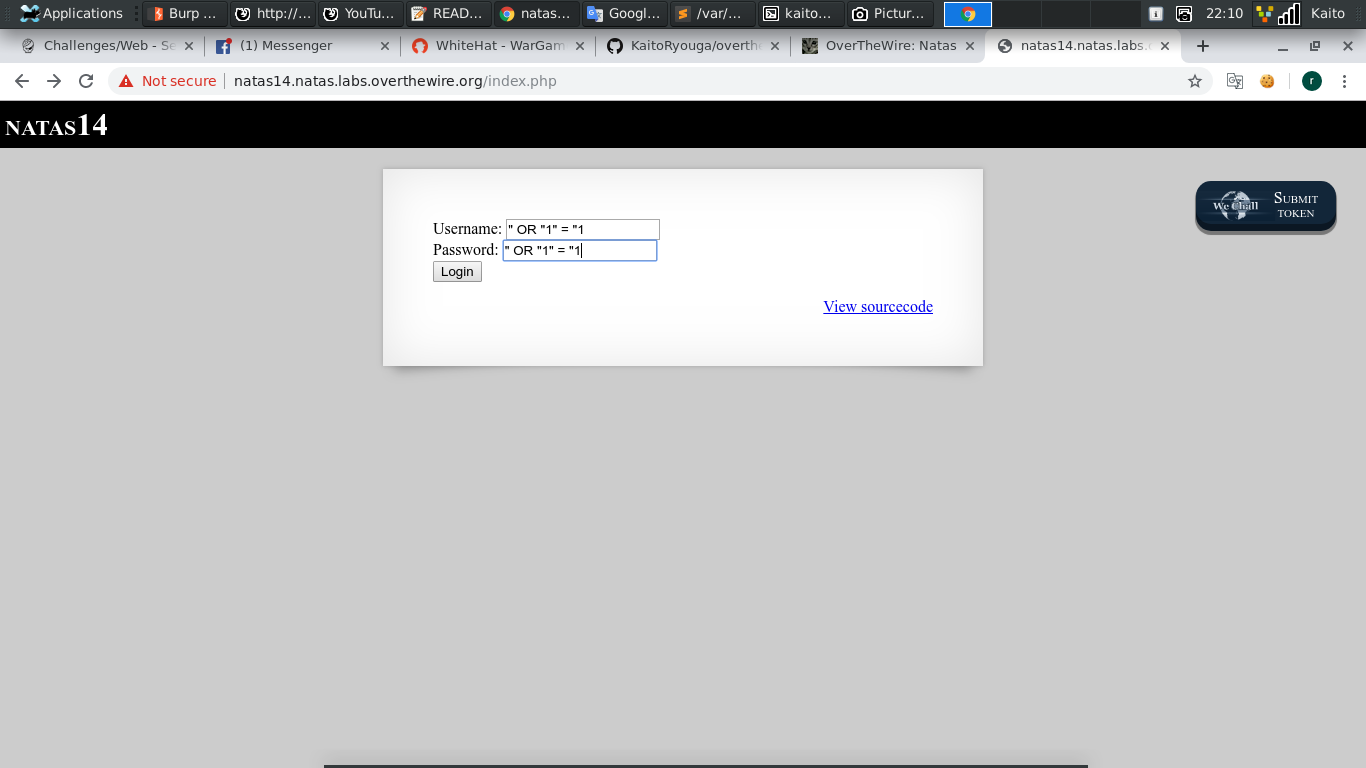 Applications Burp ... http:/... YouTu... READ... natas... Googl... /var/... kaito... Pictur... 22:10 Kaito
Challenges/Web - Se (1) Messenger WhiteHat - WarGam KaitoRyouga/overthe OverTheWire: Natas natas14.natas.labs.o
Not secure natas14.natas.labs.overthewire.org/index.php r
NATAS14
Username: " OR "1" = "1
Password: " OR "1" = "1
Login
View sourcecode
We Chall SUBMIT
TOKEN